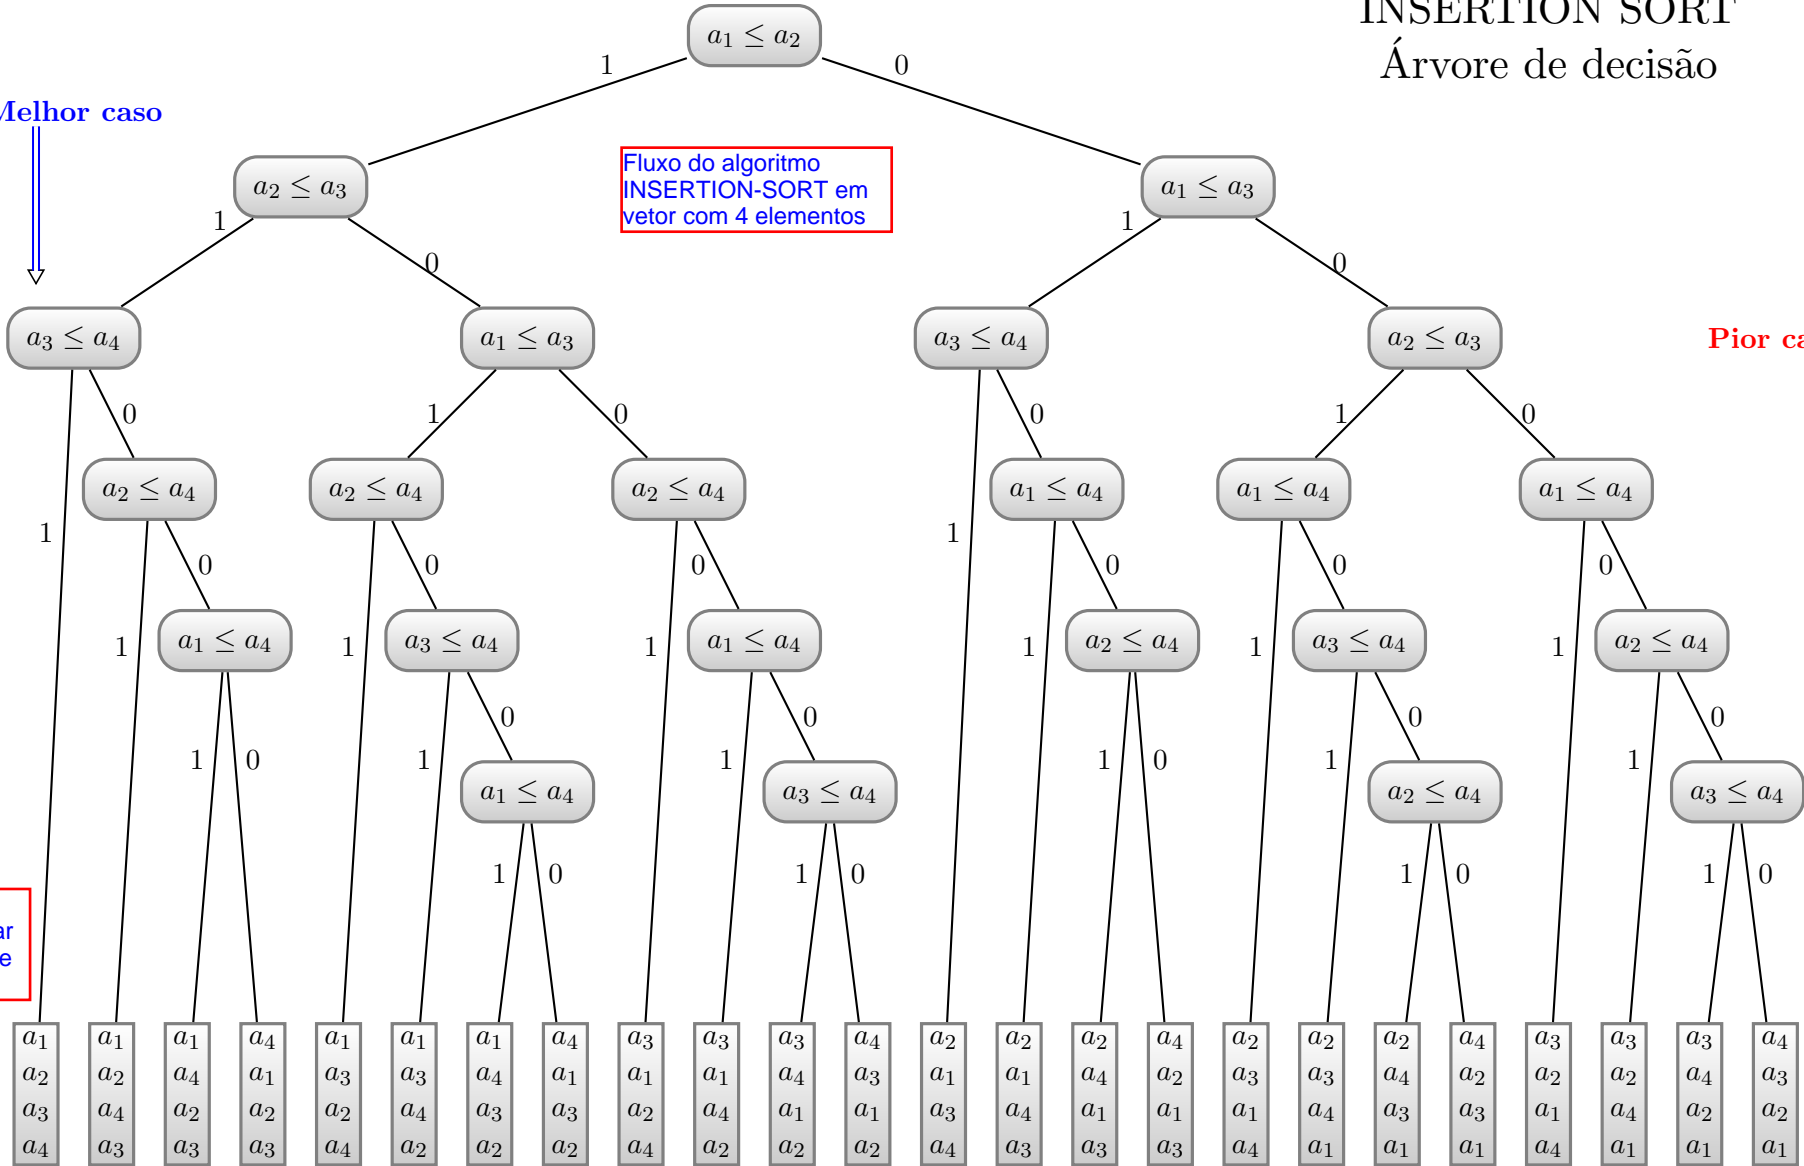 INSERTION SORT
Árvore de decisão
a1 ≤ a2
1 0
Melhor caso
Fluxo do algoritmo
INSERTION-SORT em
vetor com 4 elementos
a2 ≤ a3 a1 ≤ a3
1 0 1 0
a3 ≤ a4 a1 ≤ a3 a3 ≤ a4 a2 ≤ a3
Pior
0 1 0 0 1 0
a2 ≤ a4 a2 ≤ a4 a2 ≤ a4 a1 ≤ a4 a1 ≤ a4 a1 ≤ a4
1 1
0 0 0 0 0 0
a1 ≤ a4 a3 ≤ a4 a1 ≤ a4 a2 ≤ a4 a3 ≤ a4 a2 ≤ a4
1 1 1 1 1 1
0 0 0 0
1 0 1 1 1 0 1 1
a1 ≤ a4 a3 ≤ a4 a2 ≤ a4 a3 ≤ a4
1 0 1 0 1 0 1 0
a1 a1 a1 a4 a1 a1 a1 a4 a3 a3 a3 a4 a2 a2 a2 a4 a2 a2 a2 a4 a3 a3 a3 a4
a2 a2 a4 a1 a3 a3 a4 a1 a1 a1 a4 a3 a1 a1 a4 a2 a3 a3 a4 a2 a2 a2 a4 a3
a3 a4 a2 a2 a2 a4 a3 a3 a2 a4 a1 a1 a3 a4 a1 a1 a1 a4 a3 a3 a1 a4 a2 a2
a4 a3 a3 a3 a4 a2 a2 a2 a4 a2 a2 a2 a4 a3 a3 a3 a4 a1 a1 a1 a4 a1 a1 a1